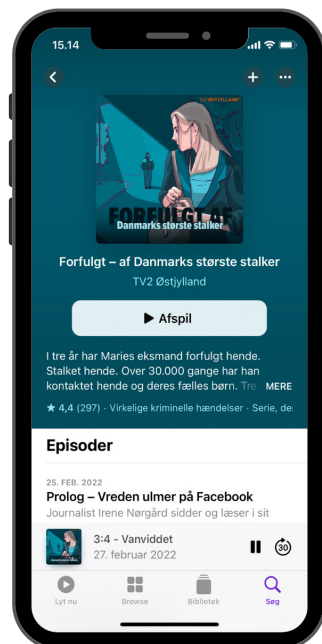 15.14
TV2 ØSTJYLLAND
FORFULGT AF
Danmarks største stalker
Forfulgt – af Danmarks største stalker
TV2 Østjylland
Afspil
I tre år har Maries eksmand forfulgt hende.
Stalket hende. Over 30.000 gange har han
kontaktet hende og deres fælles børn. Tre MERE
★ 4,4 (297) · Virkelige kriminelle hændelser · Serie, de
Episoder
25. FEB. 2022
Prolog – Vreden ulmer på Facebook
Journalist Irene Nørgård sidder og læser i sit
3:4 - Vanviddet
27. februar 2022
30
Lyt nu
Browse
Bibliotek
Søg